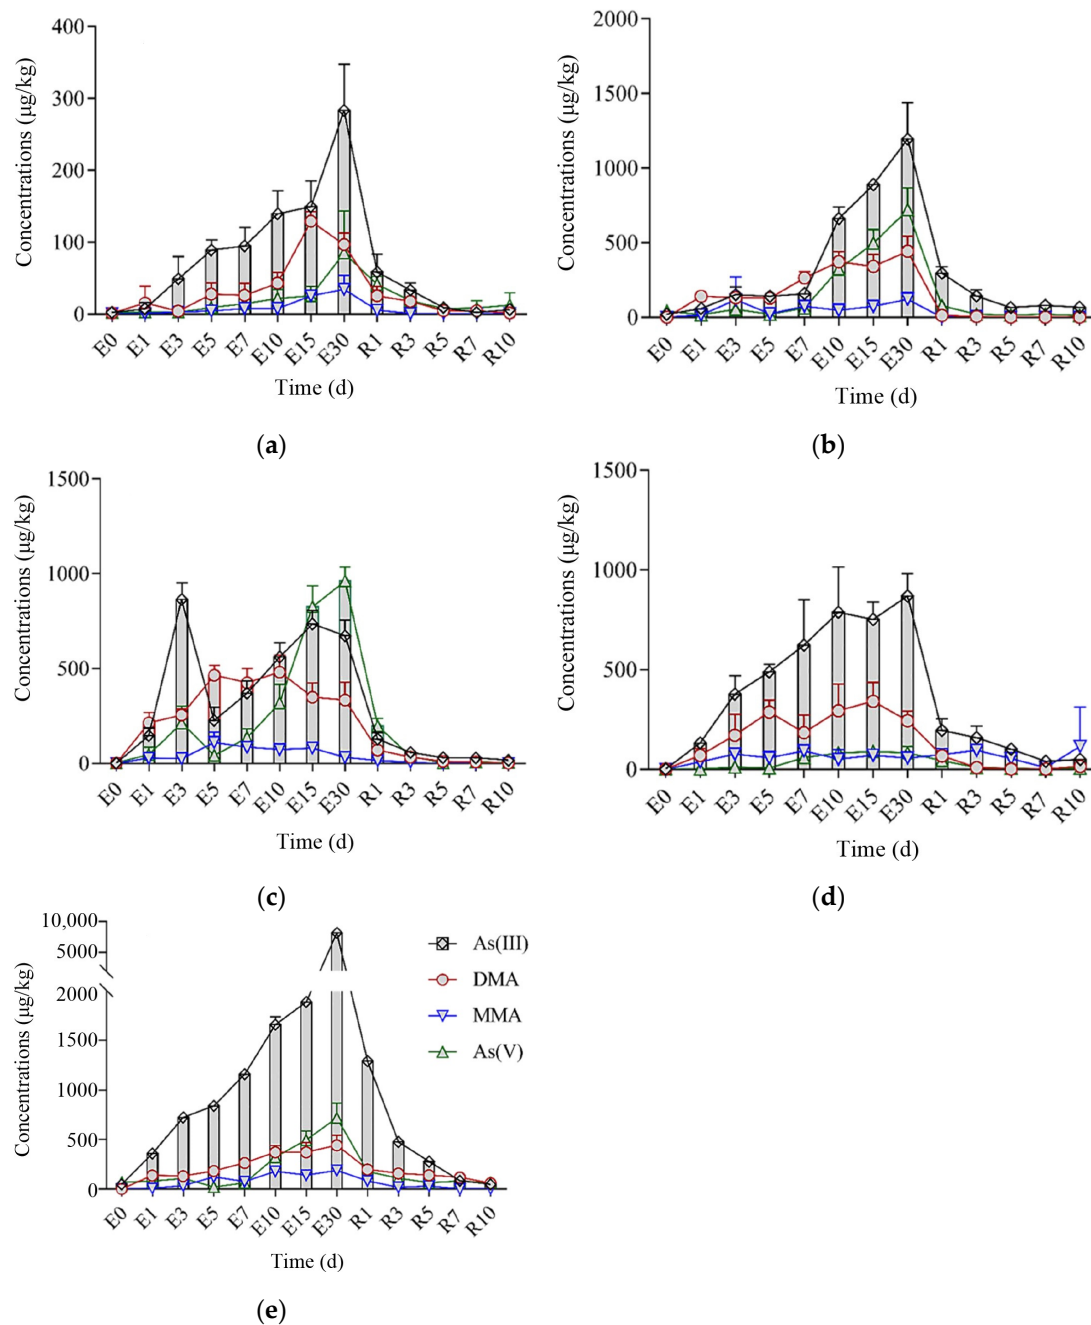 400
300
200
100
0
Concentrations (µg/kg)
E0 E1 E3 E5 E7 E10 E15 E30 R1 R3 R5 R7 R10
Time (d)
(a)
2000
1500
1000
500
0
Concentrations (µg/kg)
E0 E1 E3 E5 E7 E10 E15 E30 R1 R3 R5 R7 R10
Time (d)
(b)
1500
1000
500
0
Concentrations (µg/kg)
E0 E1 E3 E5 E7 E10 E15 E30 R1 R3 R5 R7 R10
Time (d)
(c)
1500
1000
500
0
Concentrations (µg/kg)
E0 E1 E3 E5 E7 E10 E15 E30 R1 R3 R5 R7 R10
Time (d)
(d)
10,000
5000
2000
1500
1000
500
0
Concentrations (µg/kg)
As(III)
DMA
MMA
As(V)
E0 E1 E3 E5 E7 E10 E15 E30 R1 R3 R5 R7 R10
Time (d)
(e)